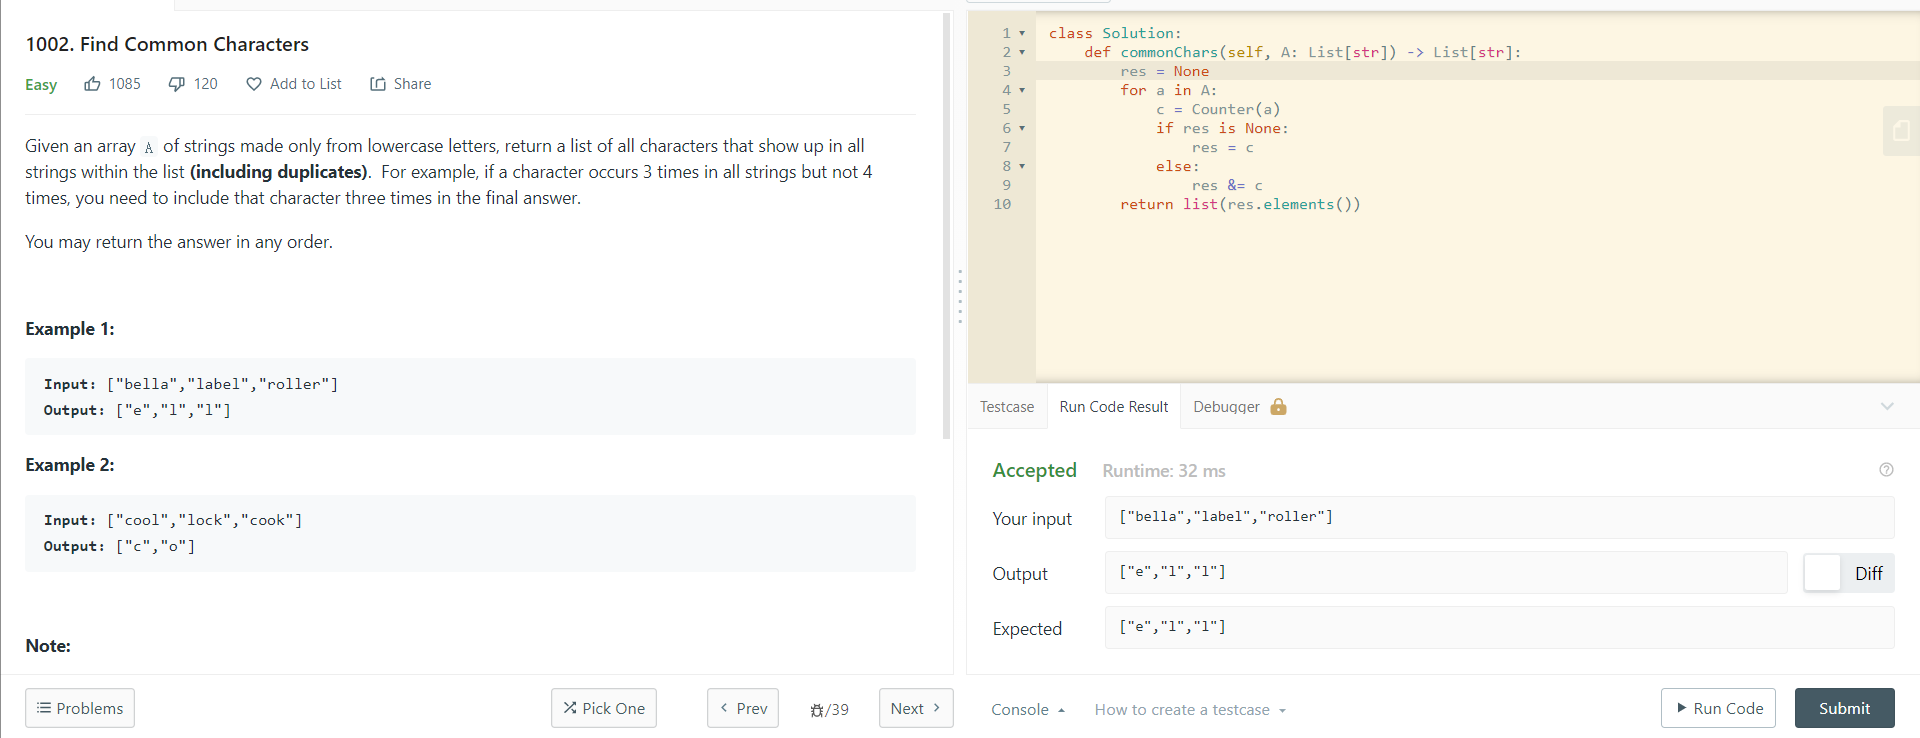 1002. Find Common Characters
Easy 1085 120 Add to List Share
Given an array A of strings made only from lowercase letters, return a list of all characters that show up in all
strings within the list (including duplicates). For example, if a character occurs 3 times in all strings but not 4
times, you need to include that character three times in the final answer.
You may return the answer in any order.
Example 1:
Input: ["bella","label","roller"]
Output: ["e","l","l"]
Example 2:
Input: ["cool","lock","cook"]
Output: ["c","o"]
Note:
Problems Pick One Prev /39 Next
1 class Solution:
2 def commonChars(self, A: List[str]) -> List[str]:
3 res = None
4 for a in A:
5 c = Counter(a)
6 if res is None:
7 res = c
8 else:
9 res &= c
10 return list(res.elements())
Testcase Run Code Result Debugger
Accepted Runtime: 32 ms
Your input ["bella","label","roller"]
Output ["e","l","l"] Diff
Expected ["e","l","l"]
Console How to create a testcase Run Code Submit